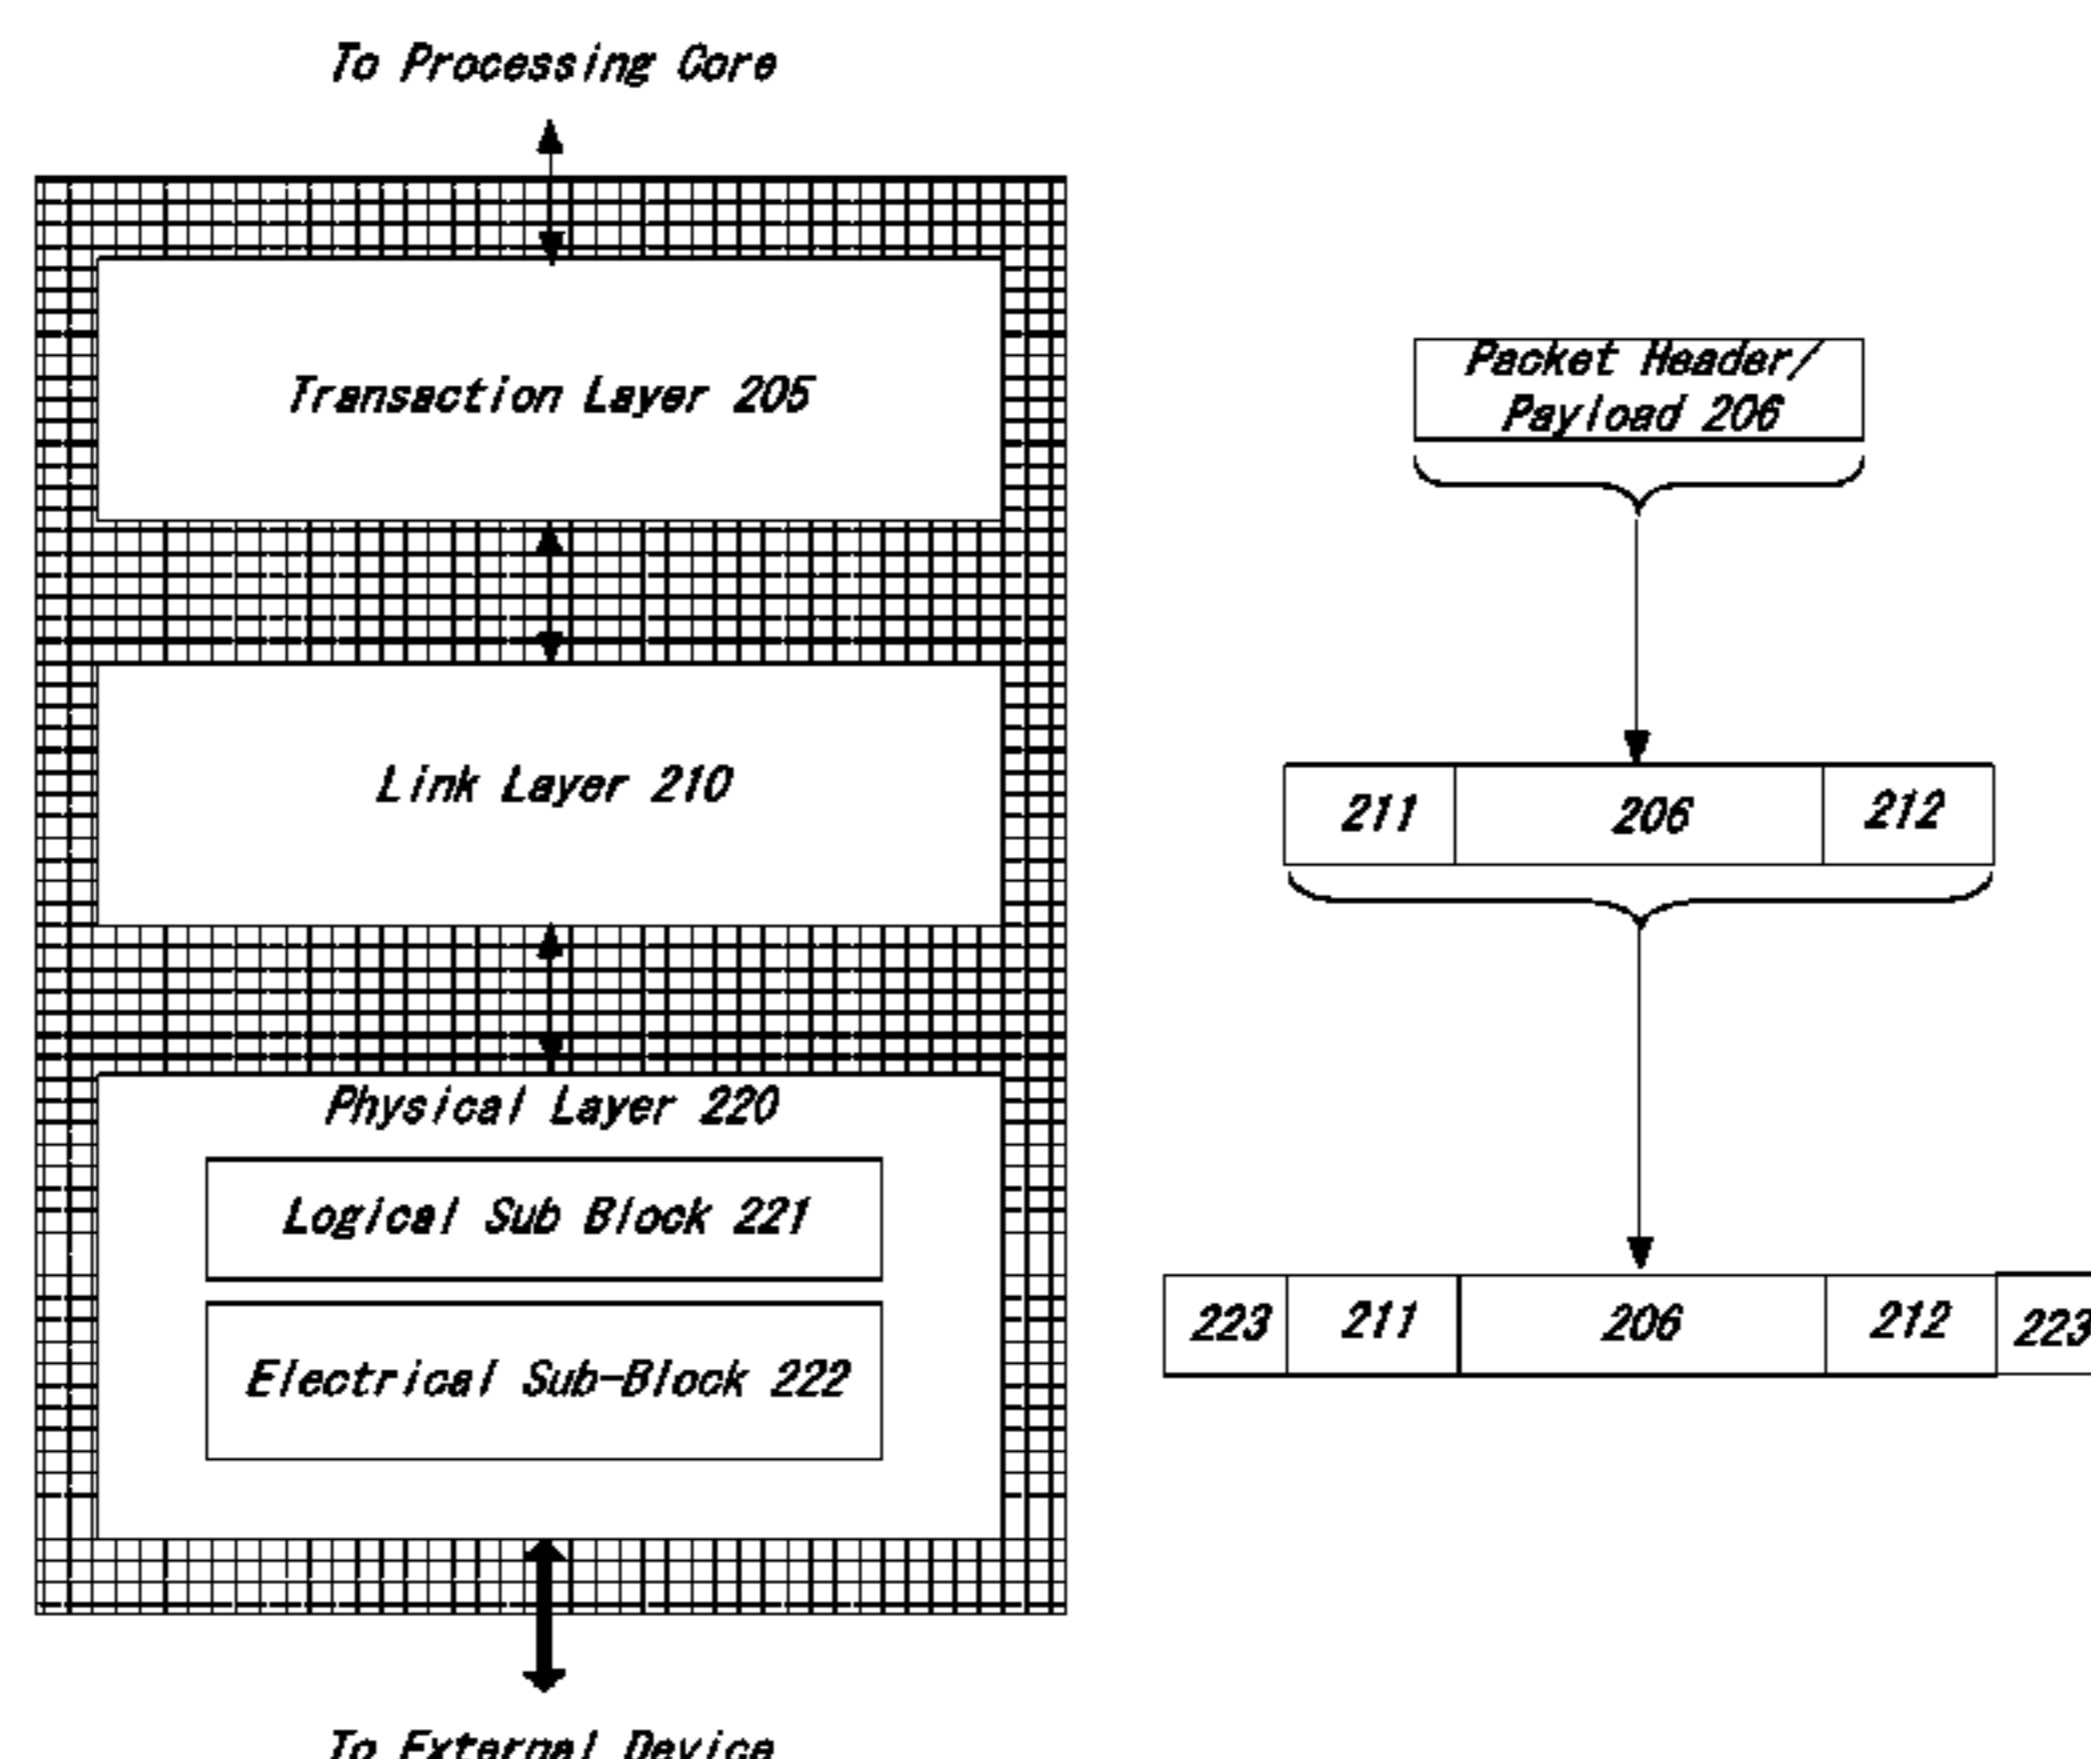 To Processing Core
Transaction Layer 205
Packet Header/
Payload 206
Link Layer 210
211 206 212
Physical Layer 220
Logical Sub Block 221
Electrical Sub-Block 222
223 211 206 212 223
To External Device